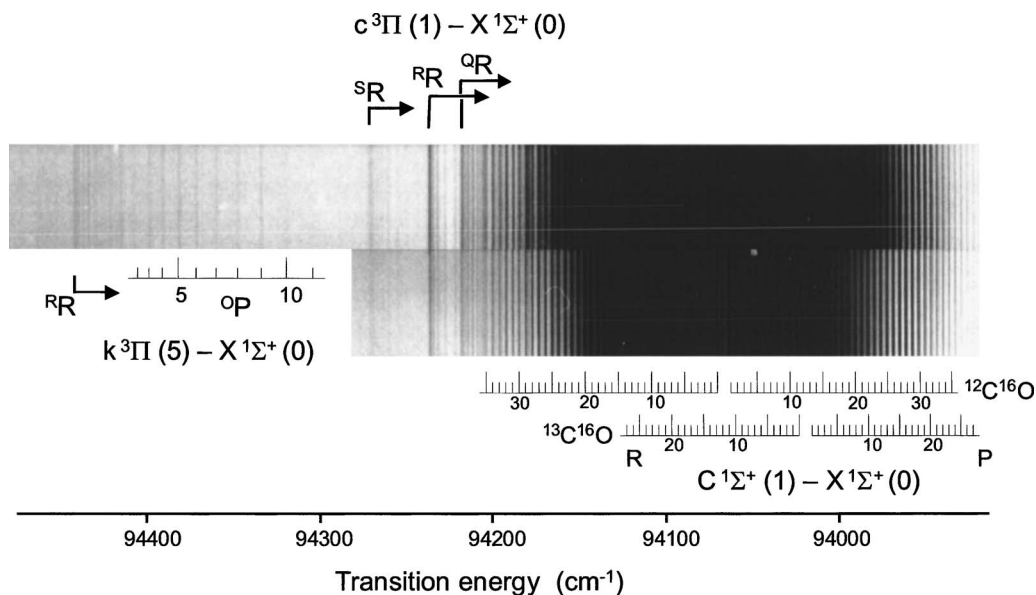 c ³Π (1) – X ¹Σ⁺ (0)
ˢR ᴿR ᵠR
ᴿR 5 ᴼP 10
k ³Π (5) – X ¹Σ⁺ (0)
30 20 10 10 20 30 ¹²C¹⁶O
¹³C¹⁶O 20 10 10 20
R P
C ¹Σ⁺ (1) – X ¹Σ⁺ (0)
94400 94300 94200 94100 94000
Transition energy (cm⁻¹)